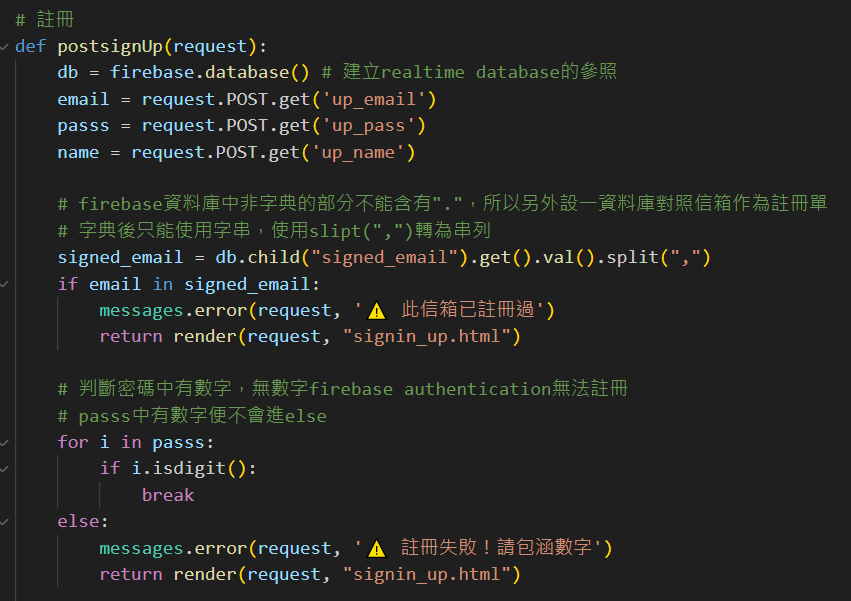 # 註冊
def postsignUp(request):
    db = firebase.database() # 建立realtime database的參照
    email = request.POST.get('up_email')
    passs = request.POST.get('up_pass')
    name = request.POST.get('up_name')
    # firebase資料庫中非字典的部分不能含有"."，所以另外設一資料庫對照信箱作為註冊單
    # 字典後只能使用字串，使用slipt(",")轉為串列
    signed_email = db.child("signed_email").get().val().split(",")
    if email in signed_email:
        messages.error(request, '⚠️ 此信箱已註冊過')
        return render(request, "signin_up.html")
    # 判斷密碼中有數字，無數字firebase authentication無法註冊
    # passs中有數字便不會進else
    for i in passs:
        if i.isdigit():
            break
    else:
        messages.error(request, '⚠️ 註冊失敗！請包涵數字')
        return render(request, "signin_up.html")